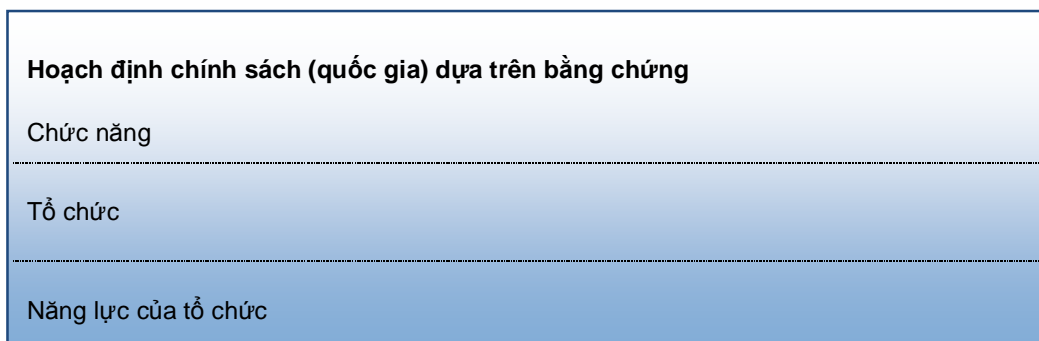 Hoạch định chính sách (quốc gia) dựa trên bằng chứng
Chức năng
Tổ chức
Năng lực của tổ chức